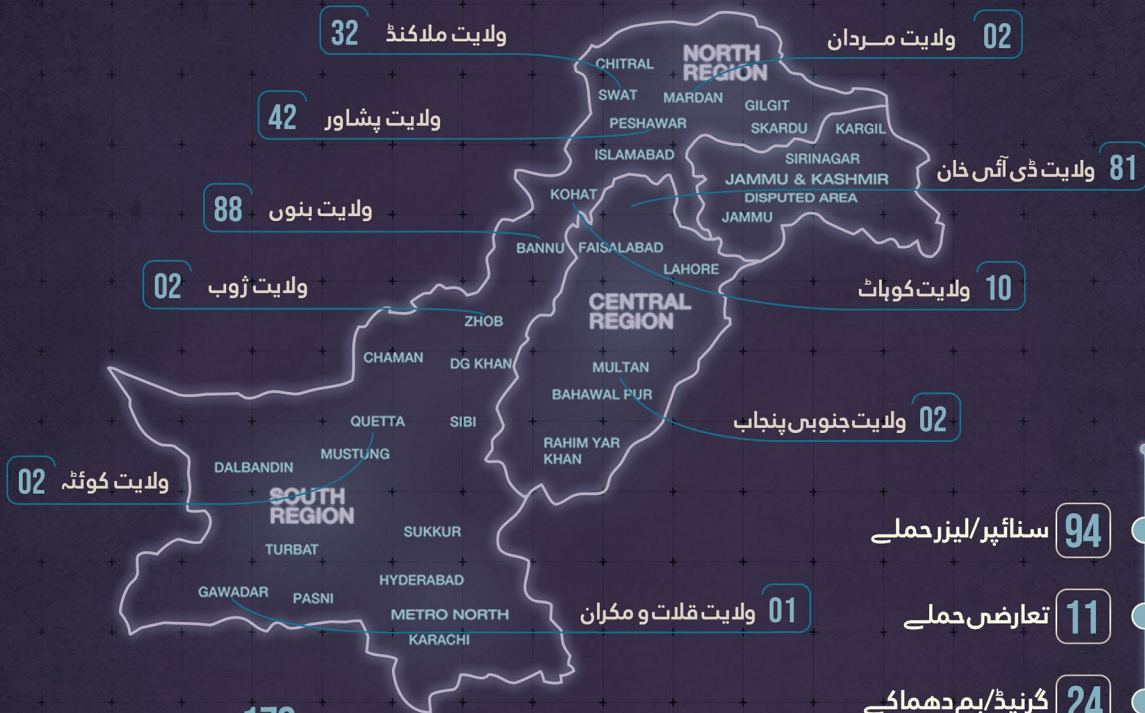 32 ولایت ملاکنڈ
ولایت مردان 02
NORTH
REGION
CHITRAL
SWAT
MARDAN
GILGIT
42 ولایت پشاور
PESHAWAR
SKARDU
KARGIL
ISLAMABAD
SIRINAGAR
JAMMU & KASHMIR
DISPUTED AREA
JAMMU
ولایت ڈی آئی خان 81
KOHAT
88 ولایت بنوں
BANNU
FAISALABAD
LAHORE
02 ولایت ژوب
ولایت کوہاٹ 10
CENTRAL
REGION
ZHOB
CHAMAN
DG KHAN
MULTAN
BAHAWAL PUR
QUETTA
SIBI
ولایت جنوبی پنجاب 02
RAHIM YAR
KHAN
MUSTUNG
DALBANDIN
02 ولایت کوئٹہ
SOUTH
REGION
SUKKUR
TURBAT
سنائپر/لیزر حملے 94
HYDERABAD
GAWADAR
PASNI
METRO NORTH
KARACHI
ولایت قلات و مکران 01
تعارضی حملے 11
گرنیڈ/بم دھماکے 24